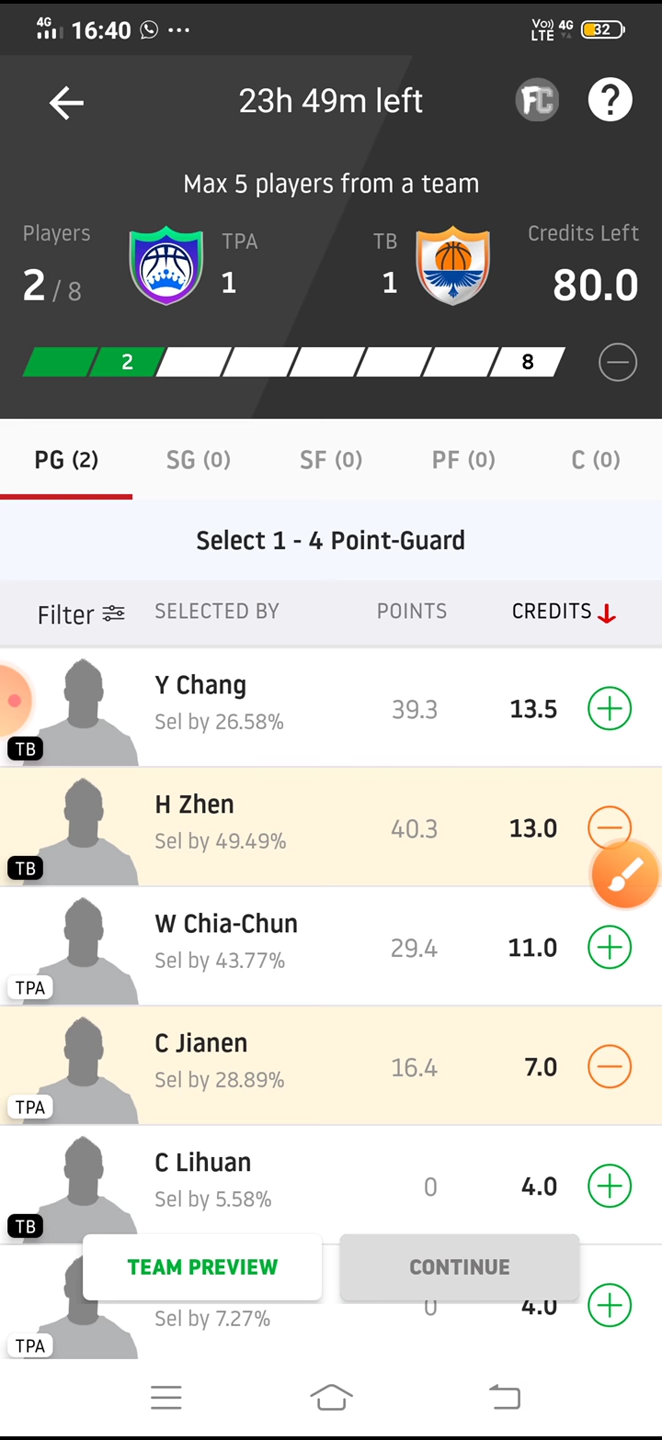 4G 16:40 ... Vo)) LTE 4G 32
23h 49m left FC ?
Max 5 players from a team
Players TPA TB Credits Left
2 / 8 1 1 80.0
2 8
PG (2) SG (0) SF (0) PF (0) C (0)
Select 1 - 4 Point-Guard
Filter SELECTED BY POINTS CREDITS
Y Chang
Sel by 26.58% 39.3 13.5
TB
H Zhen
Sel by 49.49% 40.3 13.0
TB
W Chia-Chun
Sel by 43.77% 29.4 11.0
TPA
C Jianen
Sel by 28.89% 16.4 7.0
TPA
C Lihuan
Sel by 5.58% 0 4.0
TB
TEAM PREVIEW CONTINUE
Sel by 7.27% 0 4.0
TPA